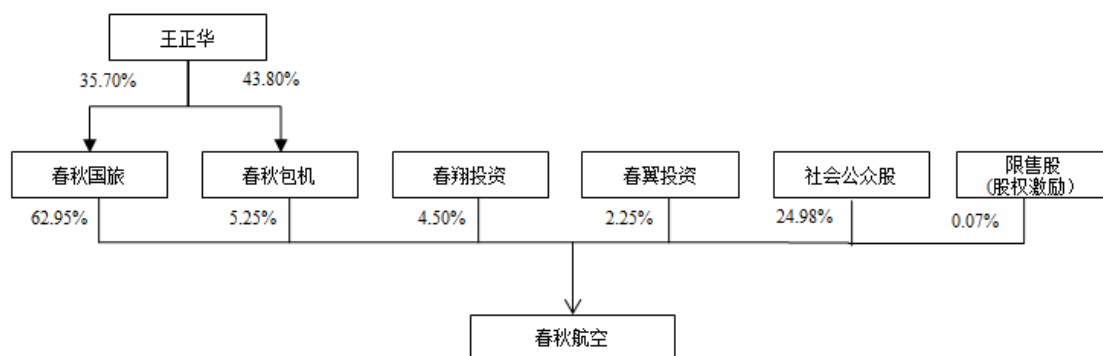 王正华
35.70%
43.80%
春秋国旅
春秋包机
春翔投资
春翼投资
社会公众股
限售股
(股权激励）
62.95%
5.25%
4.50%
2.25%
24.98%
0.07%
春秋航空